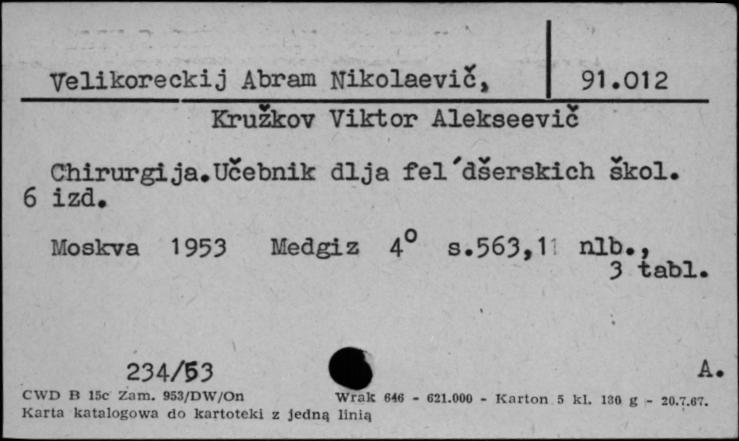 Velikoreckij Abram Nikolaevič, 91.012
Kružkov Viktor Alekseevič
Chirurgija.Učebnik dlja fel´dšerskich škol.
6 izd.
Moskva 1953 Medgiz 4° s.563,11 nlb.,
3 tabl.
234/53 A.
CWD B 15c Zam. 953/DW/On Wrak 646 - 621.000 - Karton 5 kl. 180 g - 20.7.67.
Karta katalogowa do kartoteki z jedną linią